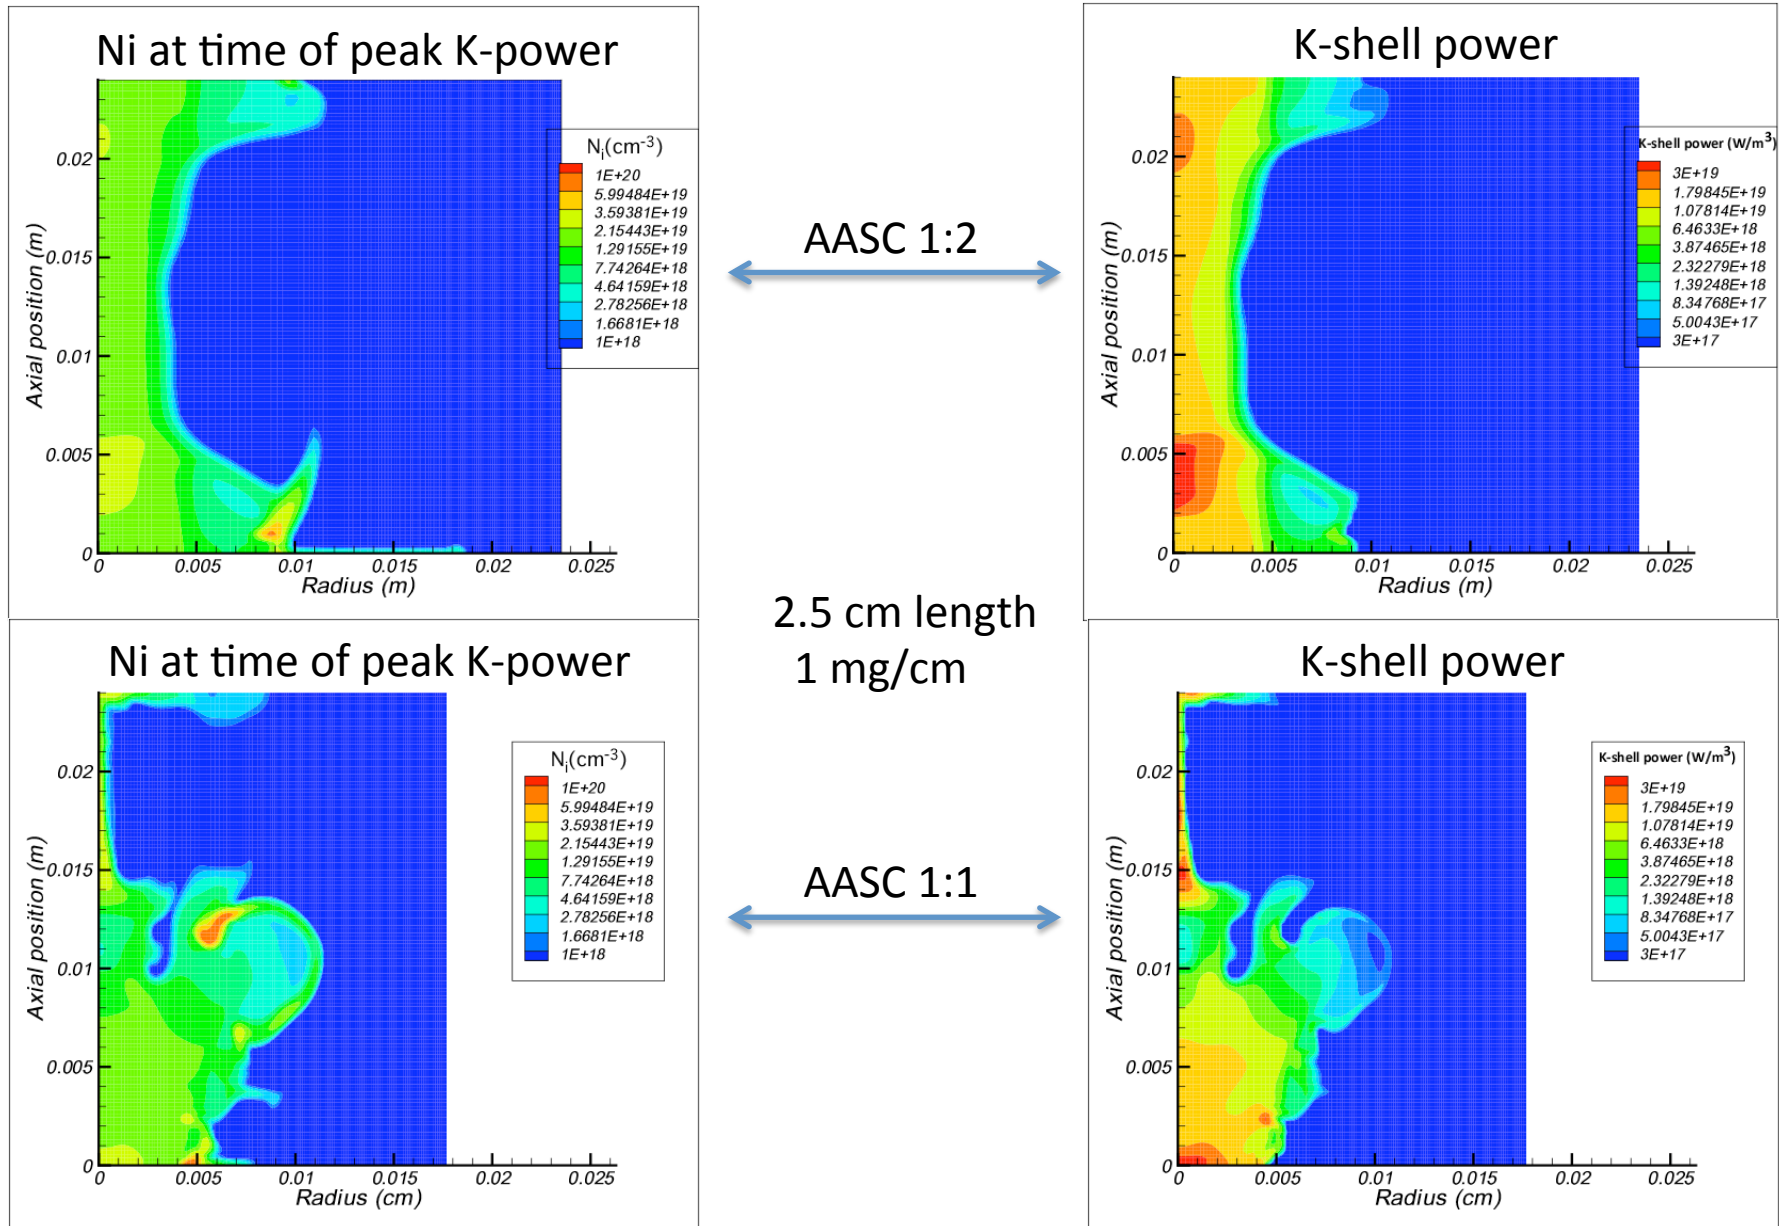 Ni at time of peak K-power
N_i(cm^-3)
1E+20
5.99484E+19
3.59381E+19
2.15443E+19
1.29155E+19
7.74264E+18
4.64159E+18
2.78256E+18
1.6681E+18
1E+18
Axial position (m)
0.02
0.015
0.01
0.005
0
0 0.005 0.01 0.015 0.02 0.025
Radius (m)
K-shell power
K-shell power (W/m^3)
3E+19
1.79845E+19
1.07814E+19
6.4633E+18
3.87465E+18
2.32279E+18
1.39248E+18
8.34768E+17
5.0043E+17
3E+17
Axial position (m)
0.02
0.015
0.01
0.005
0
0 0.005 0.01 0.015 0.02 0.025
Radius (m)
AASC 1:2
2.5 cm length
1 mg/cm
Ni at time of peak K-power
N_i(cm^-3)
1E+20
5.99484E+19
3.59381E+19
2.15443E+19
1.29155E+19
7.74264E+18
4.64159E+18
2.78256E+18
1.6681E+18
1E+18
Axial position (m)
0.02
0.015
0.01
0.005
0
0 0.005 0.01 0.015 0.02 0.025
Radius (cm)
AASC 1:1
K-shell power
K-shell power (W/m^3)
3E+19
1.79845E+19
1.07814E+19
6.4633E+18
3.87465E+18
2.32279E+18
1.39248E+18
8.34768E+17
5.0043E+17
3E+17
Axial position (m)
0.02
0.015
0.01
0.005
0
0 0.005 0.01 0.015 0.02 0.025
Radius (cm)